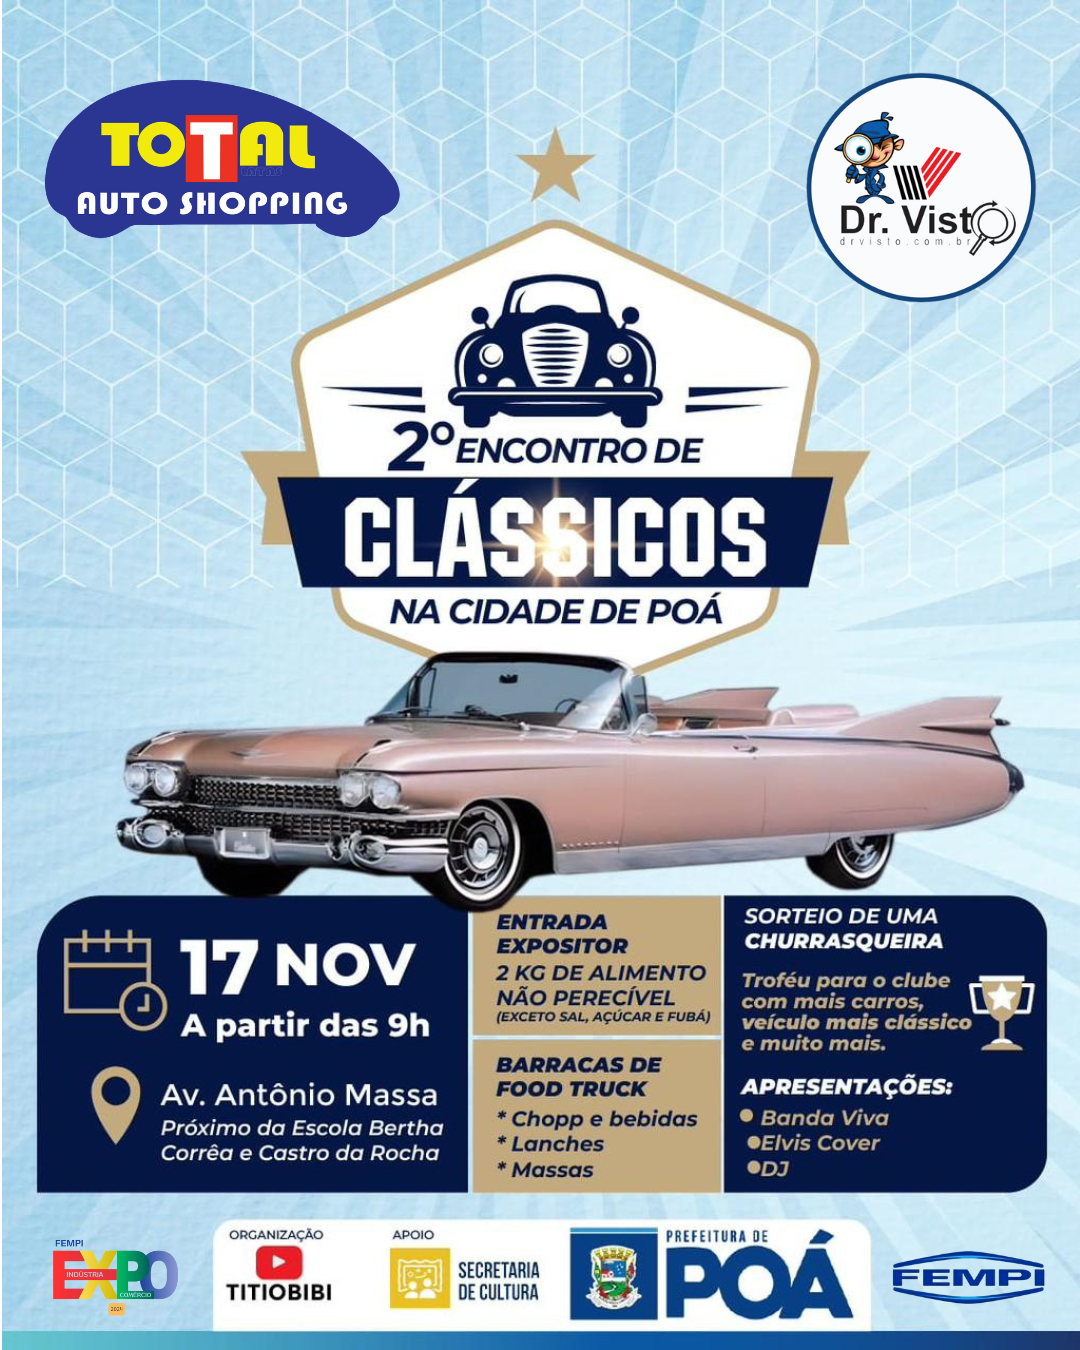 TOTAL
AUTO SHOPPING
Dr. Visto
drvisto.com.br
2º ENCONTRO DE
CLÁSSICOS
NA CIDADE DE POÁ
17 NOV
A partir das 9h
Av. Antônio Massa
Próximo da Escola Bertha
Corrêa e Castro da Rocha
ENTRADA
EXPOSITOR
2 KG DE ALIMENTO
NÃO PERECÍVEL
(EXCETO SAL, AÇÚCAR E FUBÁ)
BARRACAS DE
FOOD TRUCK
* Chopp e bebidas
* Lanches
* Massas
SORTEIO DE UMA
CHURRASQUEIRA
Troféu para o clube
com mais carros,
veículo mais clássico
e muito mais.
APRESENTAÇÕES:
● Banda Viva
●Elvis Cover
●DJ
FEMPI
EXPO
INDÚSTRIA
COMÉRCIO
2024
ORGANIZAÇÃO
TITIOBIBI
APOIO
SECRETARIA
DE CULTURA
PREFEITURA DE
POÁ
FEMPI